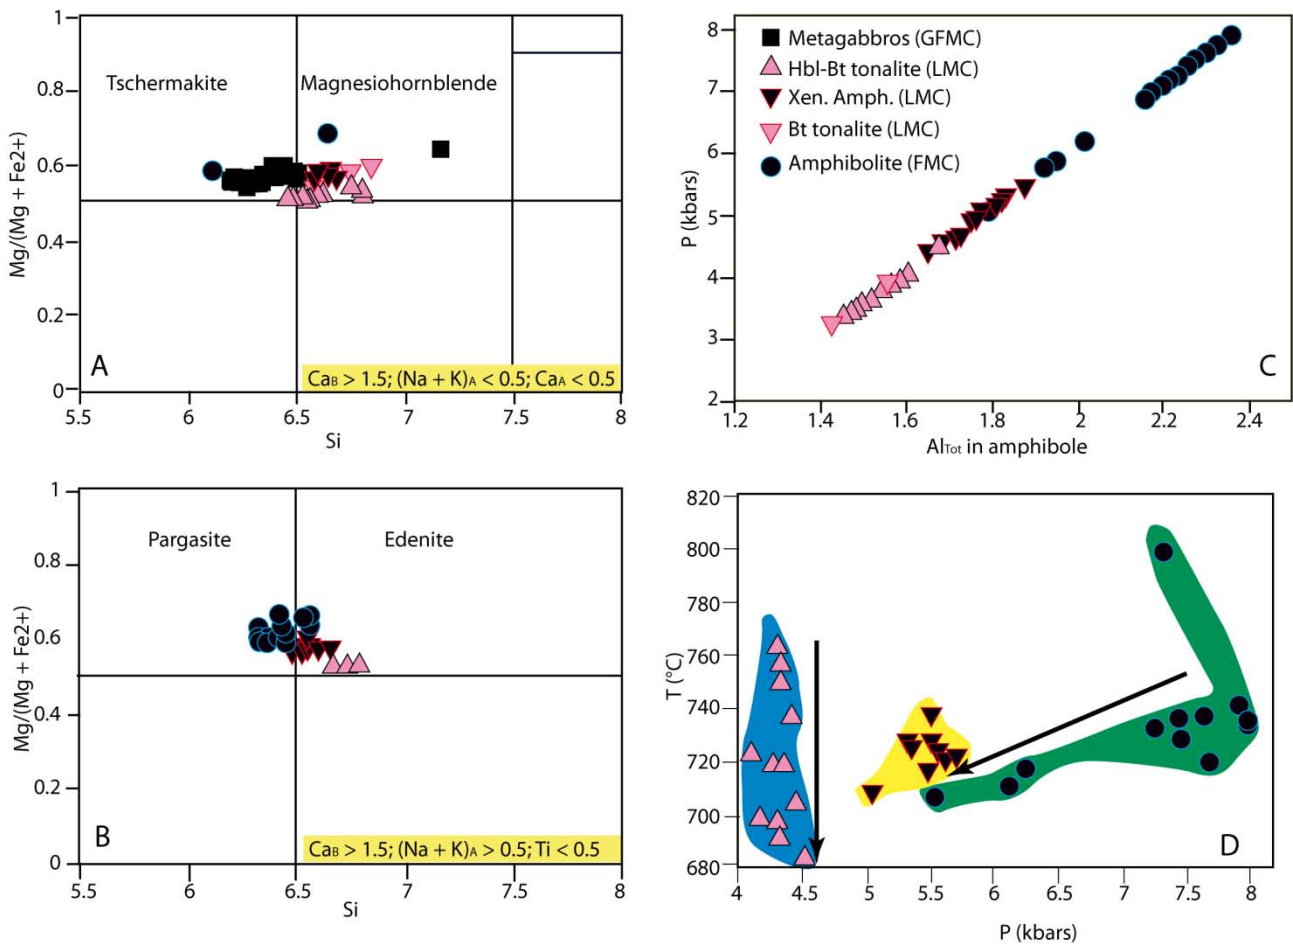 1
0.8
0.6
0.4
0.2
0
Mg/(Mg + Fe2+)
Tschermakite
Magnesiohornblende
A
CaB > 1.5; (Na + K)A < 0.5; CaA < 0.5
5.5
6
6.5
7
7.5
8
Si
8
7
6
5
4
3
2
P (kbars)
Metagabbros (GFMC)
Hbl-Bt tonalite (LMC)
Xen. Amph. (LMC)
Bt tonalite (LMC)
Amphibolite (FMC)
C
1.2
1.4
1.6
1.8
2
2.2
2.4
AlTot in amphibole
1
0.8
0.6
0.4
0.2
0
Mg/(Mg + Fe2+)
Pargasite
Edenite
B
CaB > 1.5; (Na + K)A > 0.5; Ti < 0.5
5.5
6
6.5
7
7.5
8
Si
820
800
780
760
740
720
700
680
T (°C)
D
4
4.5
5
5.5
6
6.5
7
7.5
8
P (kbars)